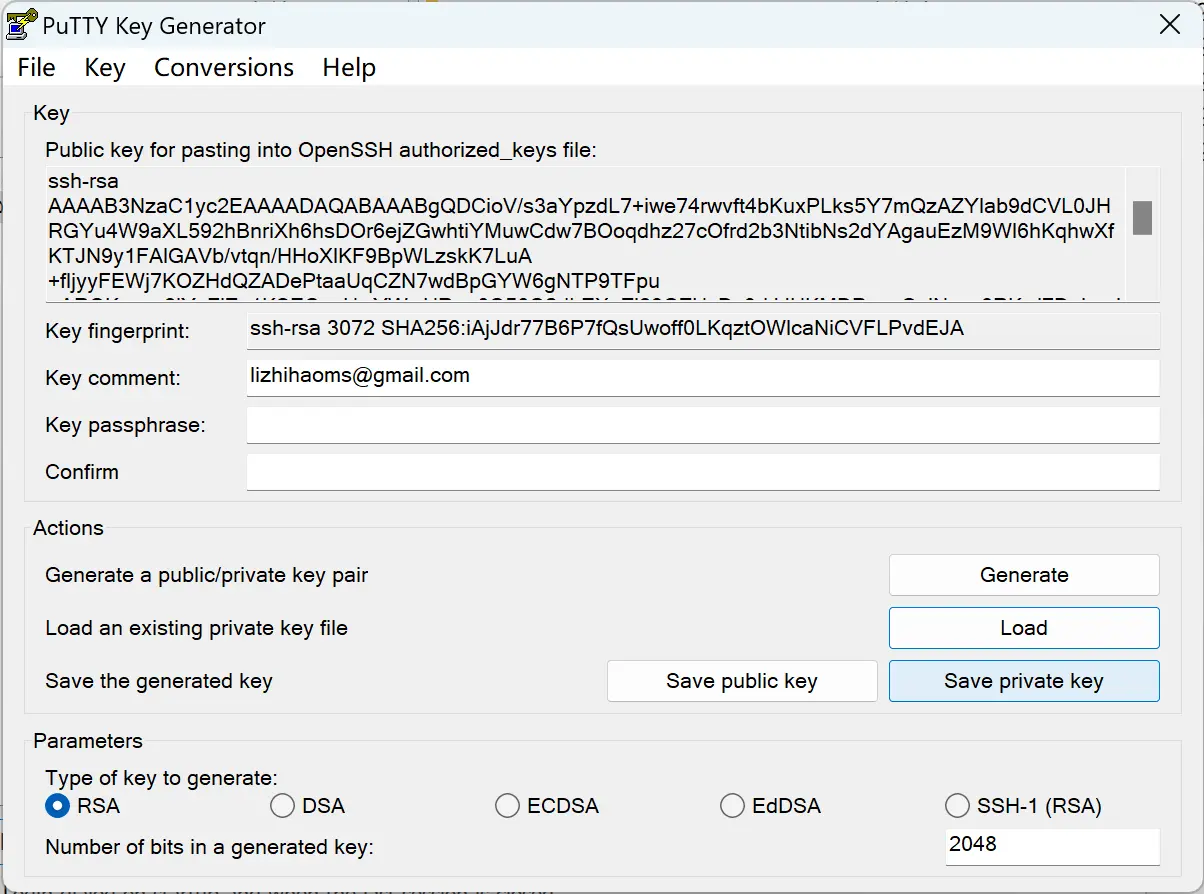 PuTTY Key Generator
File Key Conversions Help
Key
Public key for pasting into OpenSSH authorized_keys file:
ssh-rsa
AAAAB3NzaC1yc2EAAAADAQABAAABgQDCioV/s3aYpzdL7+iwe74rwvft4bKuxPLks5Y7mQzAZYlab9dCVL0JH
RGYu4W9aXL592hBnriXh6hsDOr6ejZGwhtiYMuwCdw7BOoqdhz27cOfrd2b3NtibNs2dYAgauEzM9Wl6hKqhwXf
KTJN9y1FAlGAVb/vtqn/HHoXlKF9BpWLzskK7LuA
+fljyyFEWj7KOZHdQZADePtaaUqCZN7wdBpGYW6gNTP9TFpu
Key fingerprint: ssh-rsa 3072 SHA256:iAjJdr77B6P7fQsUwoff0LKqztOWlcaNiCVFLPvdEJA
Key comment: lizhihaoms@gmail.com
Key passphrase:
Confirm
Actions
Generate a public/private key pair Generate
Load an existing private key file Load
Save the generated key Save public key Save private key
Parameters
Type of key to generate:
RSA DSA ECDSA EdDSA SSH-1 (RSA)
Number of bits in a generated key: 2048